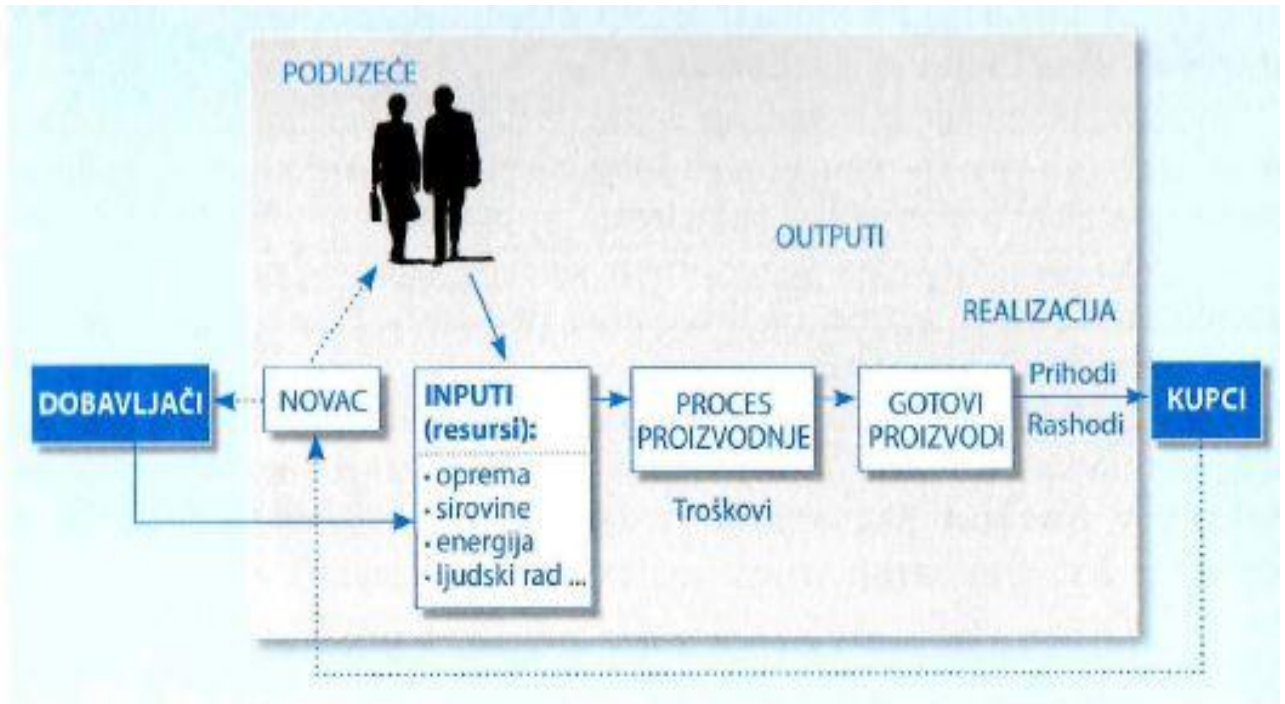 PODUZEĆE
OUTPUTI
REALIZACIJA
DOBAVLJAČI
NOVAC
INPUTI
(resursi):
• oprema
• sirovine
• energija
• ljudski rad ...
PROCES
PROIZVODNJE
Troškovi
GOTOVI
PROIZVODI
Prihodi
Rashodi
KUPCI